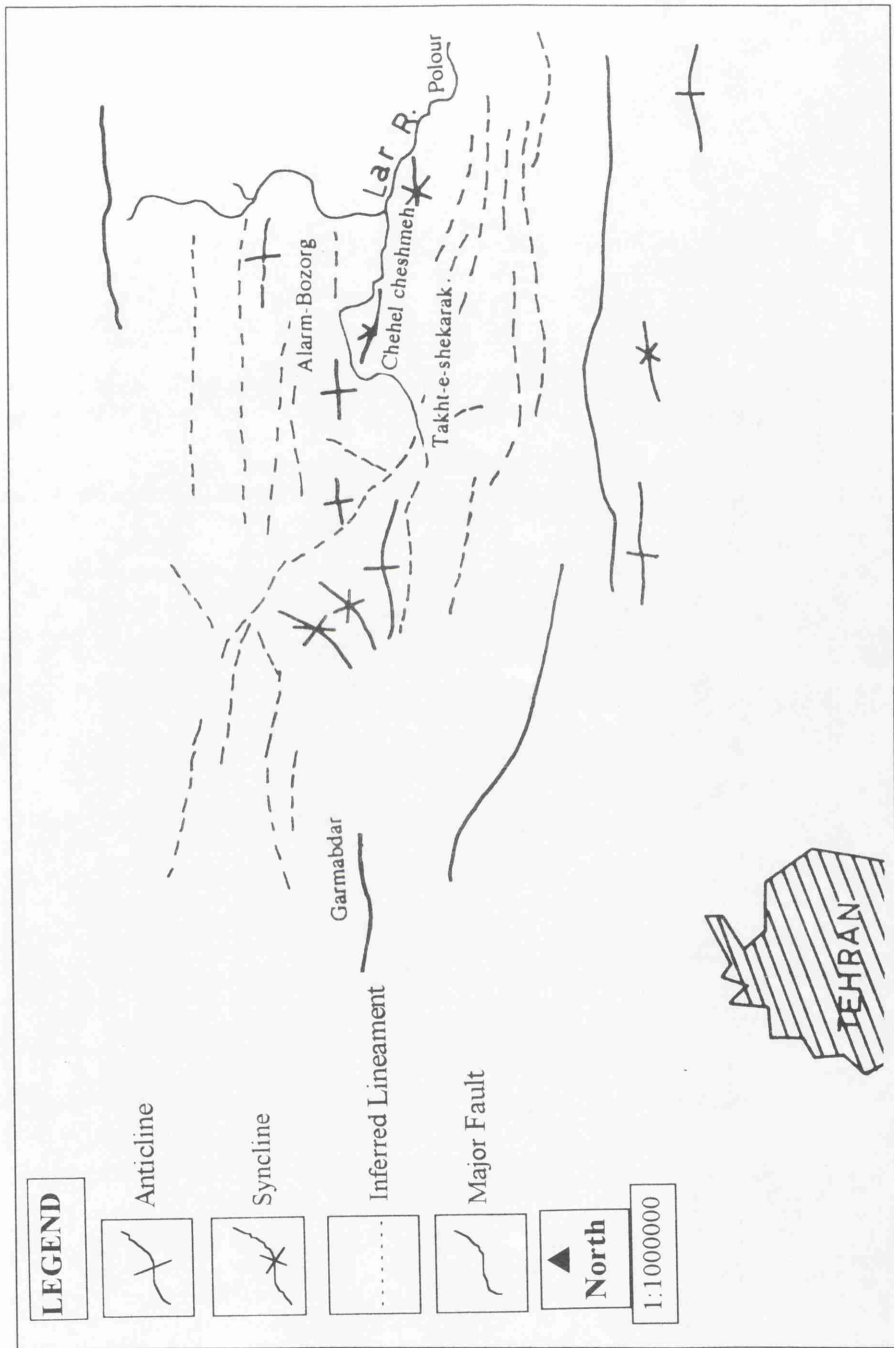 LEGEND
Anticline
Syncline
Inferred Lineament
Major Fault
North
1:1000000
Garmabdar
TEHRAN
Alarm-Bozorg
Lar R.
Polour
Chehel cheshmeh
Takht-e-shekarak